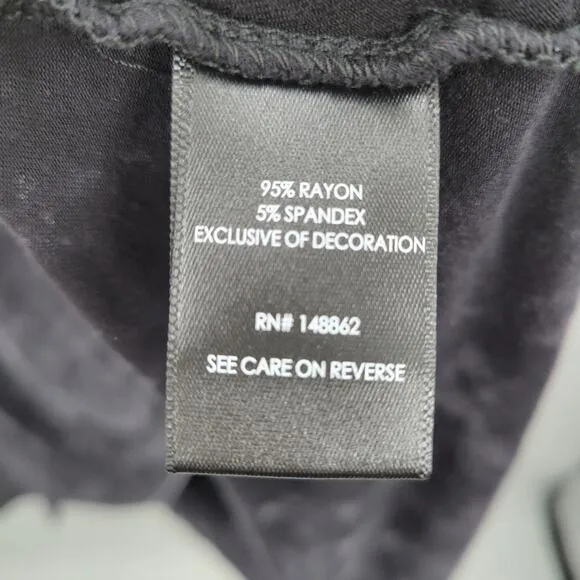 95% RAYON
5% SPANDEX
EXCLUSIVE OF DECORATION
RN# 148862
SEE CARE ON REVERSE